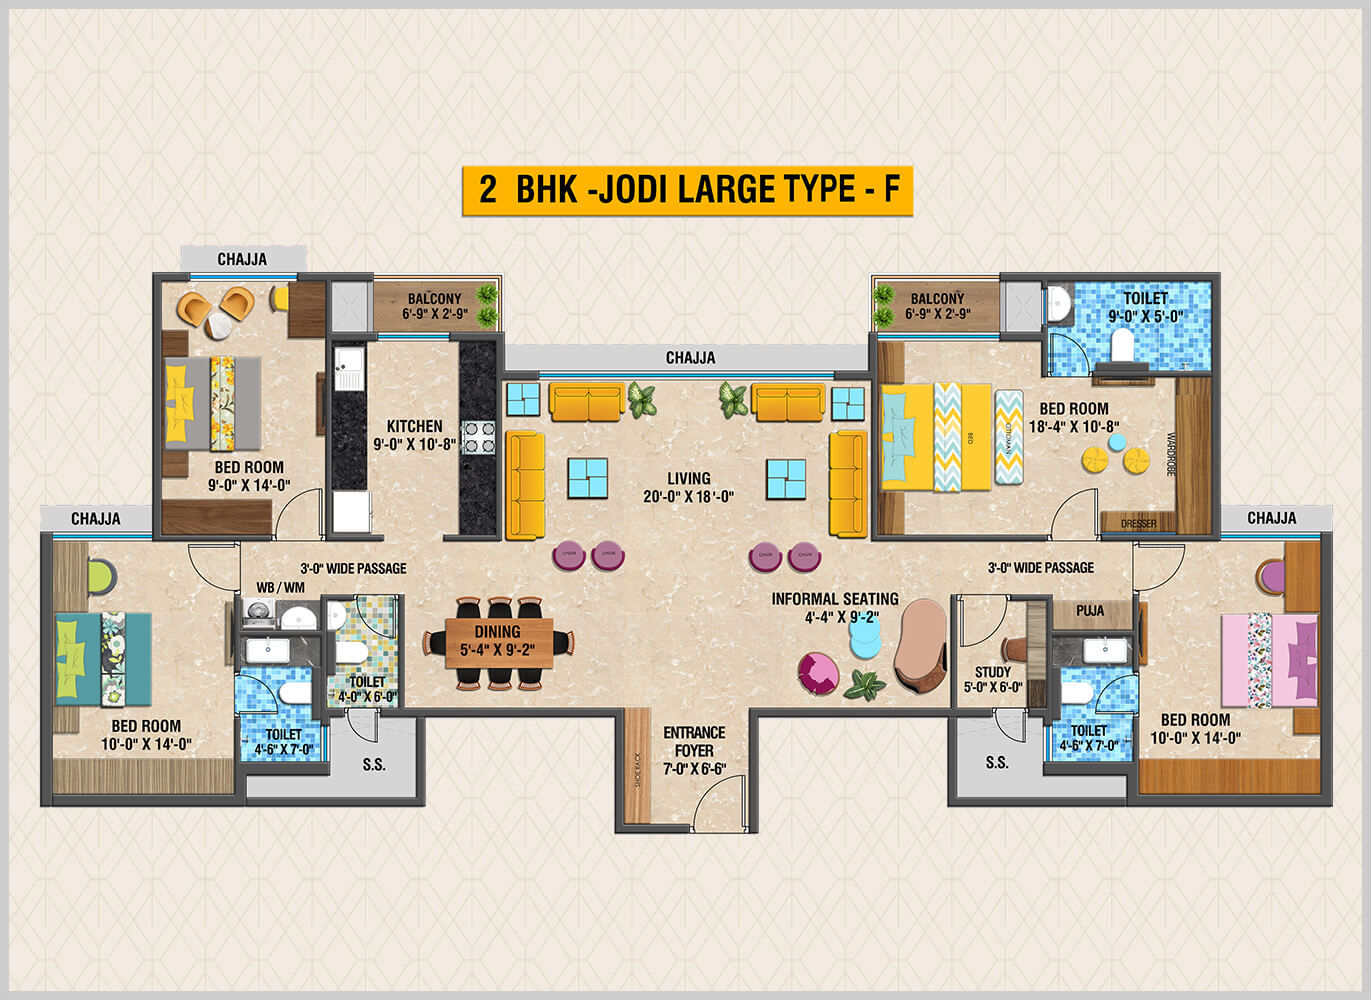 2 BHK -JODI LARGE TYPE - F
CHAJJA
BALCONY
6'-9" X 2'-9"
BALCONY
6'-9" X 2'-9"
TOILET
9'-0" X 5'-0"
CHAJJA
KITCHEN
9'-0" X 10'-8"
BED ROOM
9'-0" X 14'-0"
LIVING
20'-0" X 18'-0"
BED
OTTOMAN
BED ROOM
18'-4" X 10'-8"
WARDROBE
DRESSER
CHAJJA
CHAJJA
CHAIR
CHAIR
CHAIR
CHAIR
3'-0" WIDE PASSAGE
3'-0" WIDE PASSAGE
WB / WM
INFORMAL SEATING
4'-4" X 9'-2"
PUJA
DINING
5'-4" X 9'-2"
TOILET
4'-0" X 6'-0"
STUDY
5'-0" X 6'-0"
BED ROOM
10'-0" X 14'-0"
TOILET
4'-6" X 7'-0"
S.S.
SHOE RACK
ENTRANCE
FOYER
7'-0" X 6'-6"
S.S.
TOILET
4'-6" X 7'-0"
BED ROOM
10'-0" X 14'-0"